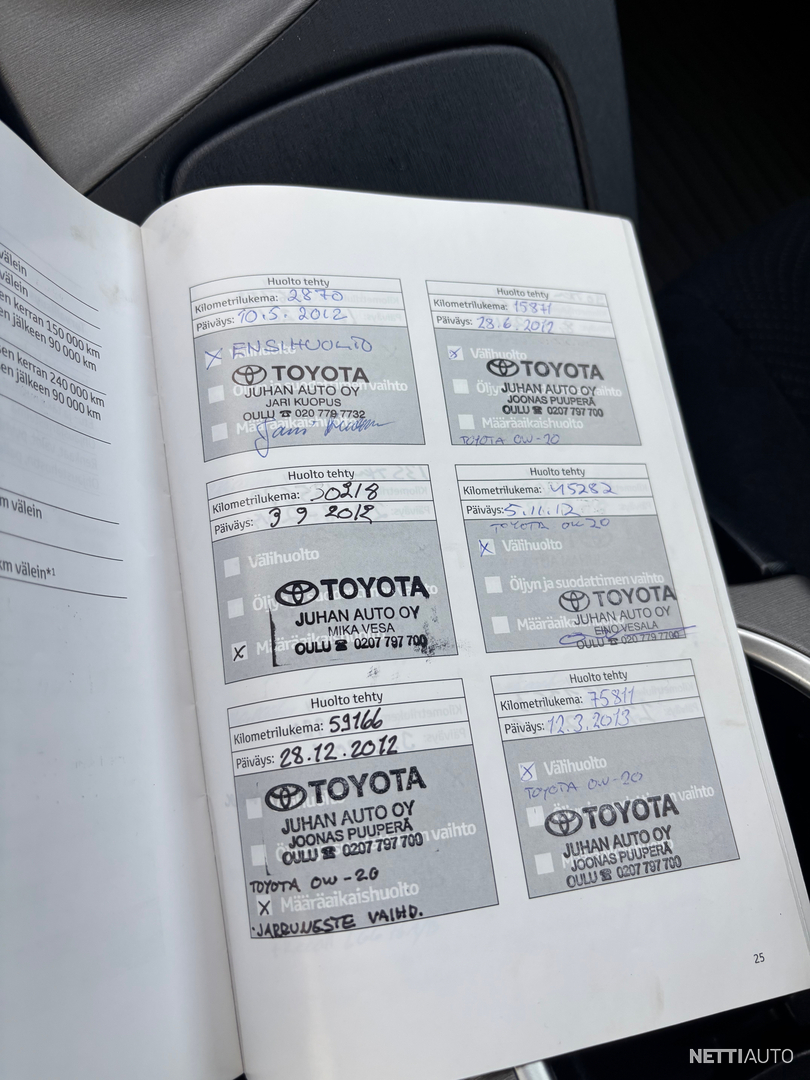 välein
välein
en kerran 150 000 km
en jälkeen 90 000 km
en kerran 240 000 km
en jälkeen 90 000 km
m välein
km välein*1
Huolto tehty
Kilometrilukema: 2870
Päiväys: 10.5.2012
X ENSIHUOLTO
TOYOTA
JUHAN AUTO OY
JARI KUOPUS
OULU ☎ 020 779 7732
Huolto tehty
Kilometrilukema: 15871
Päiväys: 28.6.2012
X Välihuolto
TOYOTA
JUHAN AUTO OY
JOONAS PUUPERÄ
OULU ☎ 0207 797 700
Määräaikaishuolto
TOYOTA OW-20
Huolto tehty
Kilometrilukema: 30218
Päiväys: 3 9 2012
Välihuolto
TOYOTA
JUHAN AUTO OY
MIKA VESA
X
OULU ☎ 0207 797 700
Huolto tehty
Kilometrilukema: 45282
Päiväys: 5.11.12
TOYOTA OW20
X Välihuolto
Öljyn ja suodattimen vaihto
TOYOTA
JUHAN AUTO OY
EINO VESALA
OULU ☎ 020 779 7700
Huolto tehty
Kilometrilukema: 59166
Päiväys: 28.12.2012
TOYOTA
JUHAN AUTO OY
JOONAS PUUPERÄ
OULU ☎ 0207 797 700
TOYOTA OW-20
X Määräaikaishuolto
·JARRUNESTE VAIHD.
Huolto tehty
Kilometrilukema: 75811
Päiväys: 12.3.2013
X Välihuolto
TOYOTA OW-20
TOYOTA
JUHAN AUTO OY
JOONAS PUUPERÄ
OULU ☎ 0207 797 700
25
NETTIAUTO